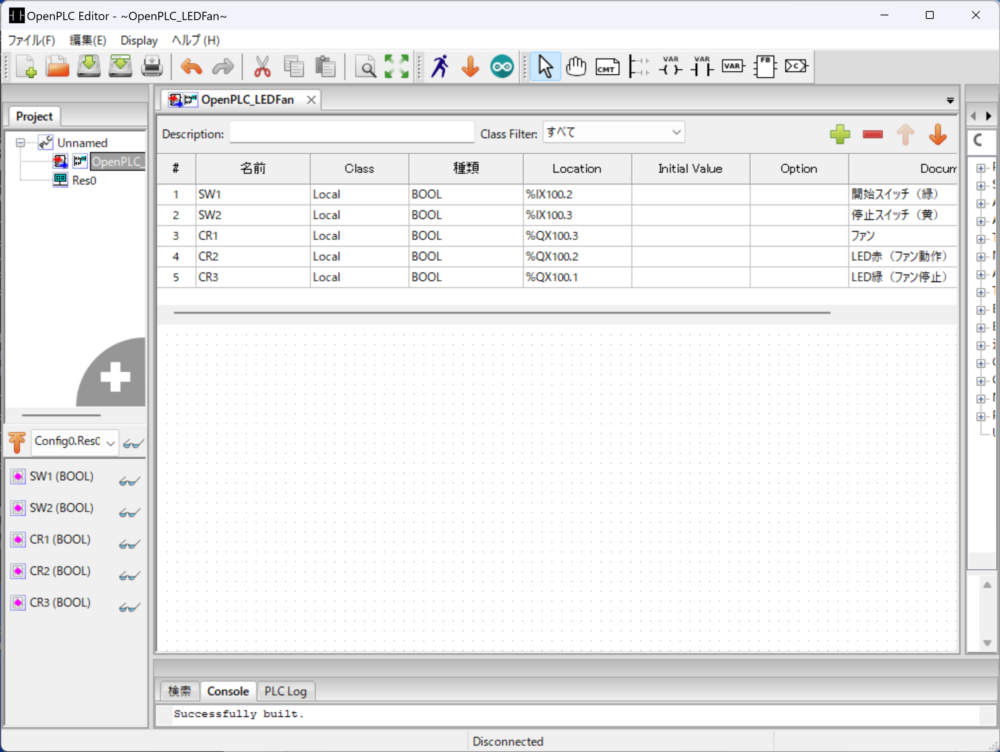 OpenPLC Editor - ~OpenPLC_LEDFan~
ファイル(F) 編集(E) Display ヘルプ (H)
CMT VAR VAR VAR FB C
OpenPLC_LEDFan
Project
Unnamed
OpenPLC_
Res0
Description: Class Filter: すべて
# 名前 Class 種類 Location Initial Value Option Docum
1 SW1 Local BOOL %IX100.2 開始スイッチ（緑）
2 SW2 Local BOOL %IX100.3 停止スイッチ（黄）
3 CR1 Local BOOL %QX100.3 ファン
4 CR2 Local BOOL %QX100.2 LED赤（ファン動作）
5 CR3 Local BOOL %QX100.1 LED緑（ファン停止）
Config0.Res0
SW1 (BOOL)
SW2 (BOOL)
CR1 (BOOL)
CR2 (BOOL)
CR3 (BOOL)
検索 Console PLC Log
Successfully built.
Disconnected